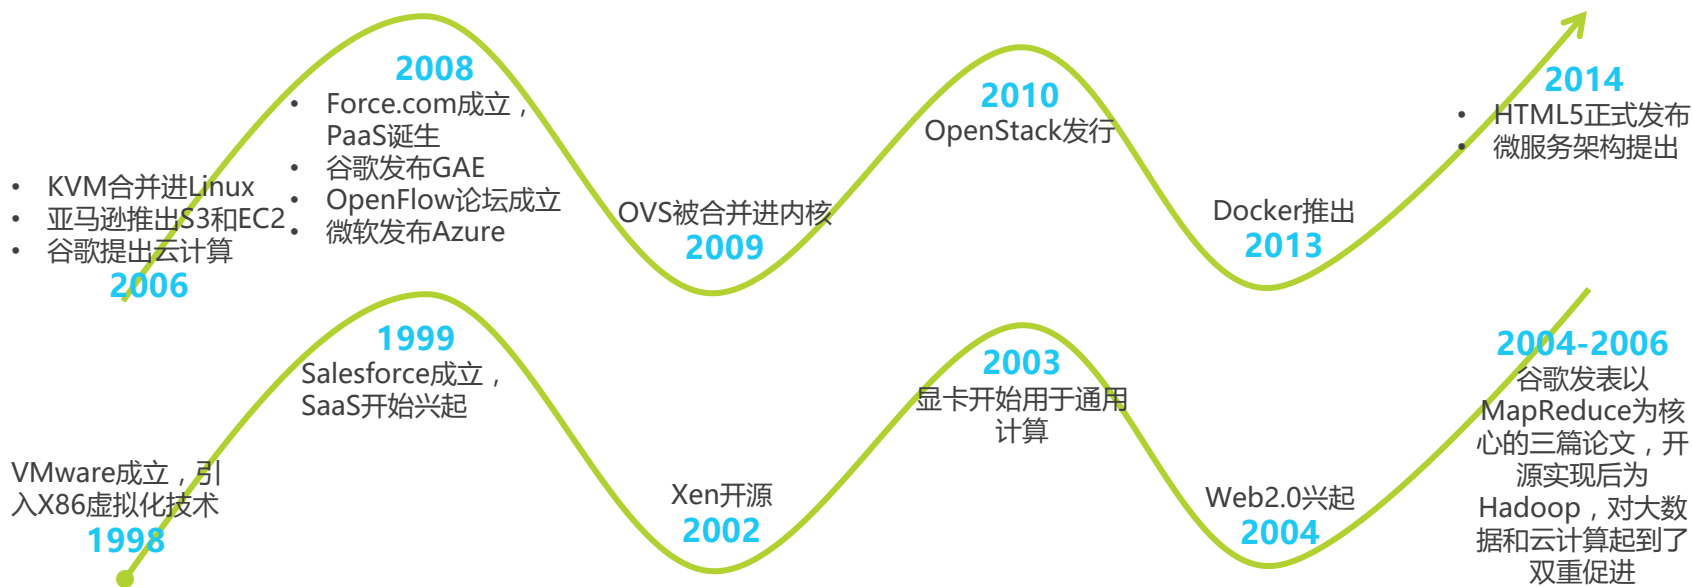 2008
• Force.com成立，
PaaS诞生
• 谷歌发布GAE
• OpenFlow论坛成立
• 微软发布Azure
2010
OpenStack发行
2014
• HTML5正式发布
• 微服务架构提出
• KVM合并进Linux
• 亚马逊推出S3和EC2
• 谷歌提出云计算
2006
OVS被合并进内核
2009
Docker推出
2013
1999
Salesforce成立，
SaaS开始兴起
2003
显卡开始用于通用
计算
2004-2006
谷歌发表以
MapReduce为核
心的三篇论文，开
源实现后为
Hadoop，对大数
据和云计算起到了
双重促进
VMware成立，引
入X86虚拟化技术
1998
Xen开源
2002
Web2.0兴起
2004